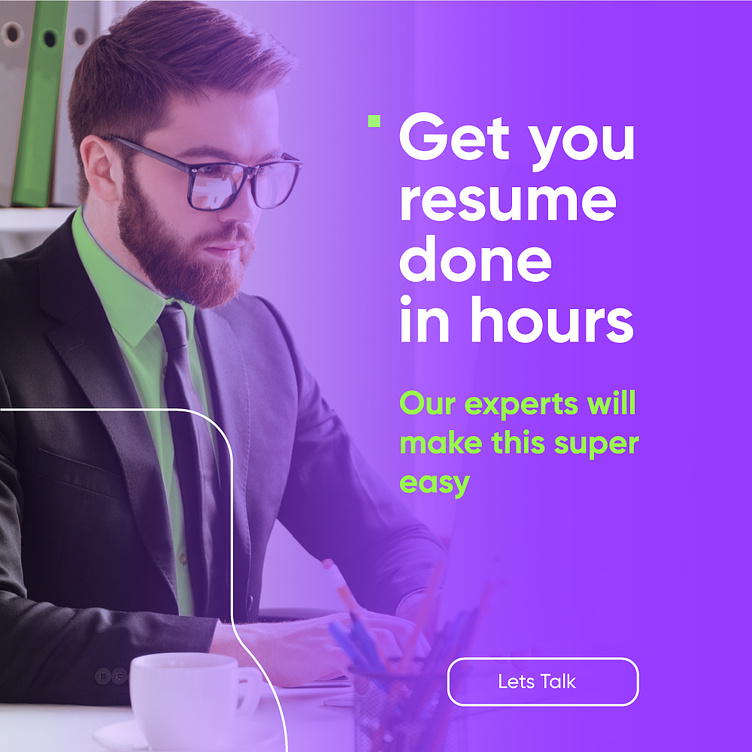 Get you
resume
done
in hours
Our experts will
make this super
easy
Lets Talk